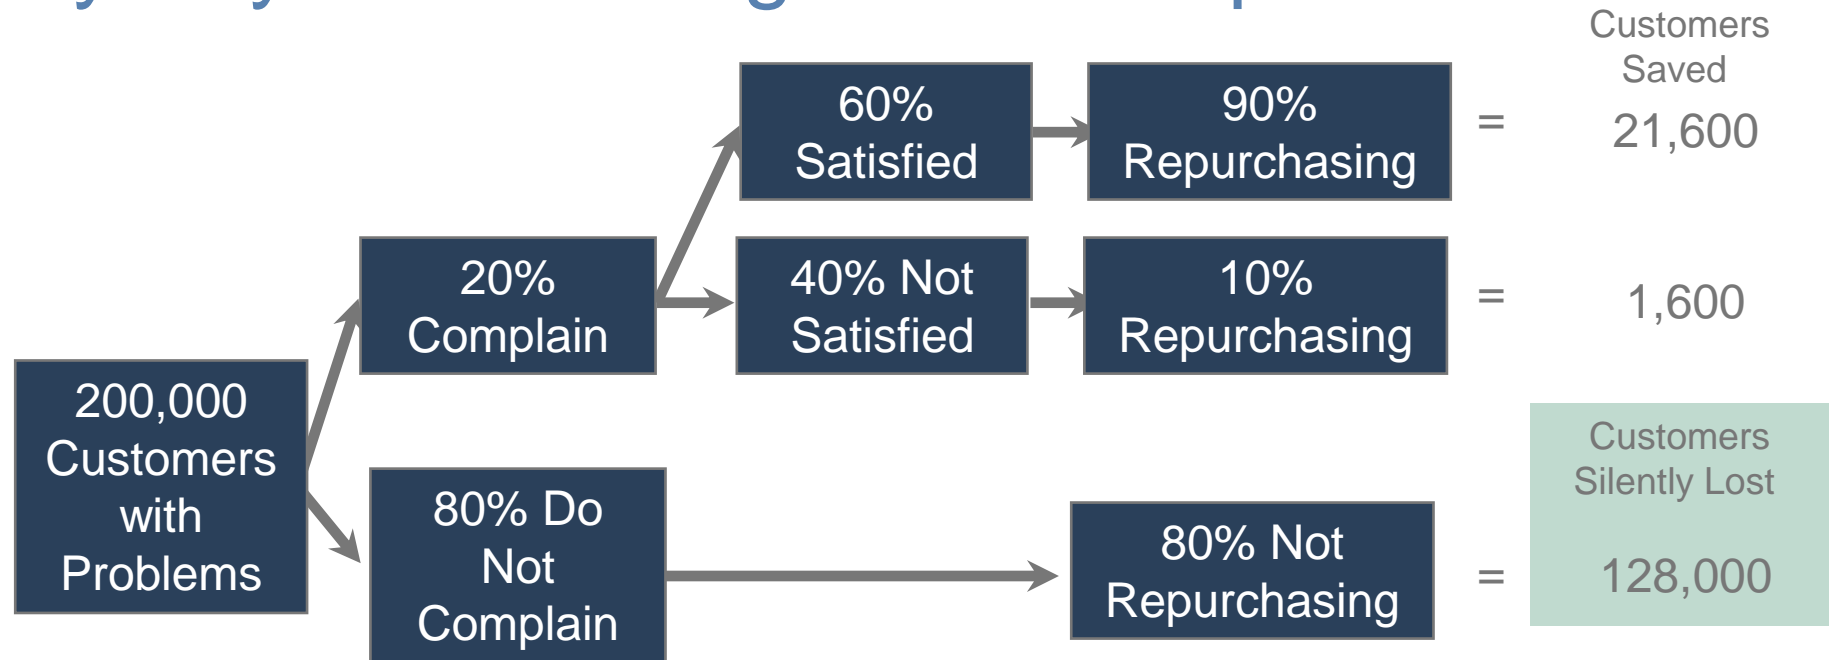 Customers
Saved
60%
Satisfied
90%
Repurchasing
=
21,600
20%
Complain
40% Not
Satisfied
10%
Repurchasing
=
1,600
200,000
Customers
with
Problems
80% Do
Not
Complain
80% Not
Repurchasing
=
Customers
Silently Lost
128,000